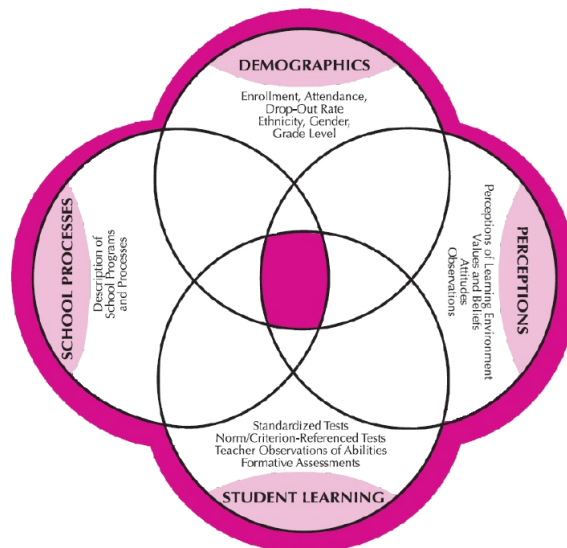 DEMOGRAPHICS
Enrollment, Attendance,
Drop-Out Rate
Ethnicity, Gender,
Grade Level
SCHOOL PROCESSES
Description of
School Programs
and Processes
PERCEPTIONS
Perceptions of Learning Environment
Values and Beliefs
Attitudes
Observations
Standardized Tests
Norm/Criterion-Referenced Tests
Teacher Observations of Abilities
Formative Assessments
STUDENT LEARNING